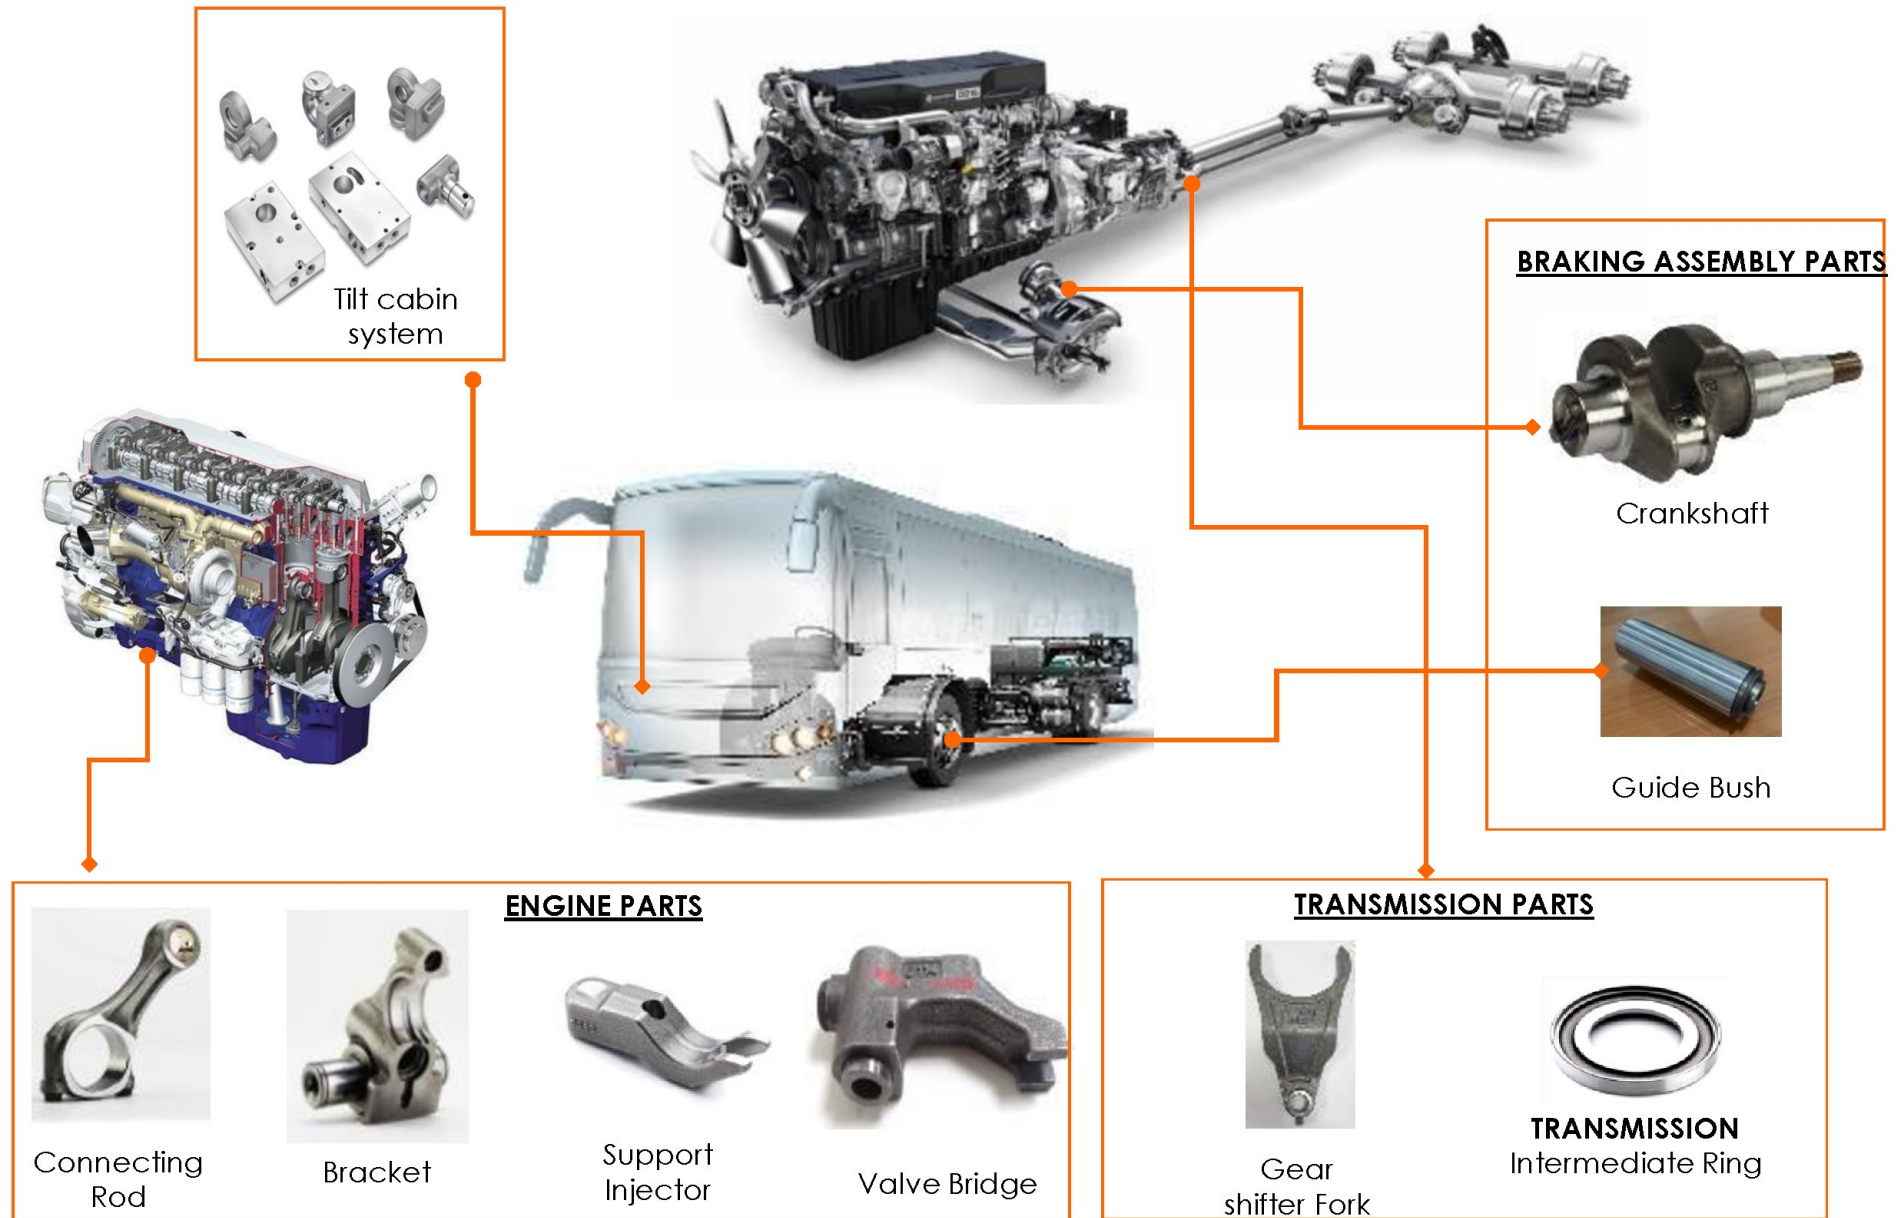 Tilt cabin
system
BRAKING ASSEMBLY PARTS
Crankshaft
Guide Bush
ENGINE PARTS
Connecting
Rod
Bracket
Support
Injector
Valve Bridge
TRANSMISSION PARTS
Gear
shifter Fork
TRANSMISSION
Intermediate Ring